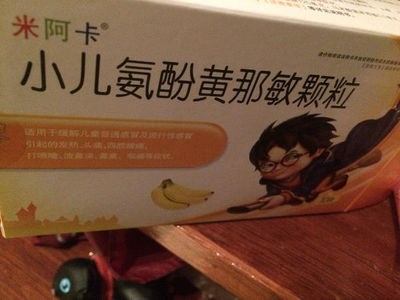 米阿卡®
小儿氨酚黄那敏颗粒
适用于缓解儿童普通感冒及流行性感冒
引起的发热、头痛、四肢酸痛、
打喷嚏、流鼻涕、鼻塞、咽痛等症状。